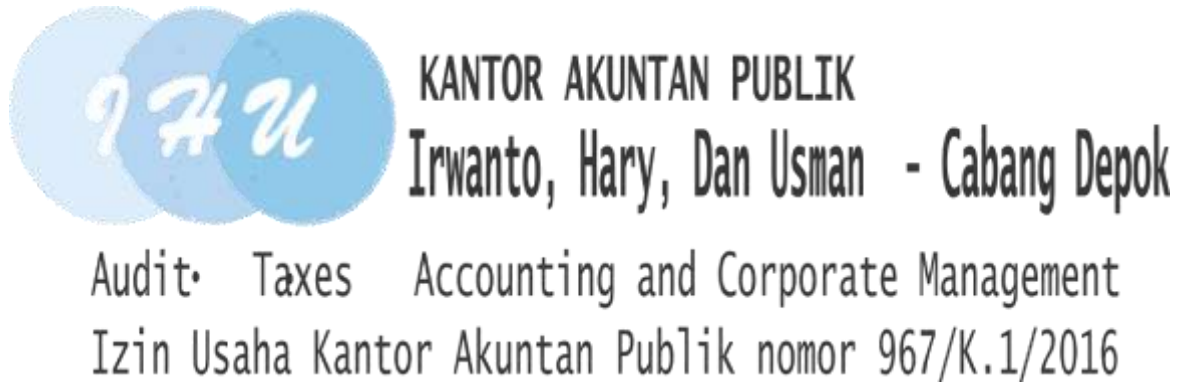 IHU
KANTOR AKUNTAN PUBLIK
Irwanto, Hary, Dan Usman - Cabang Depok
Audit· Taxes Accounting and Corporate Management
Izin Usaha Kantor Akuntan Publik nomor 967/K.1/2016